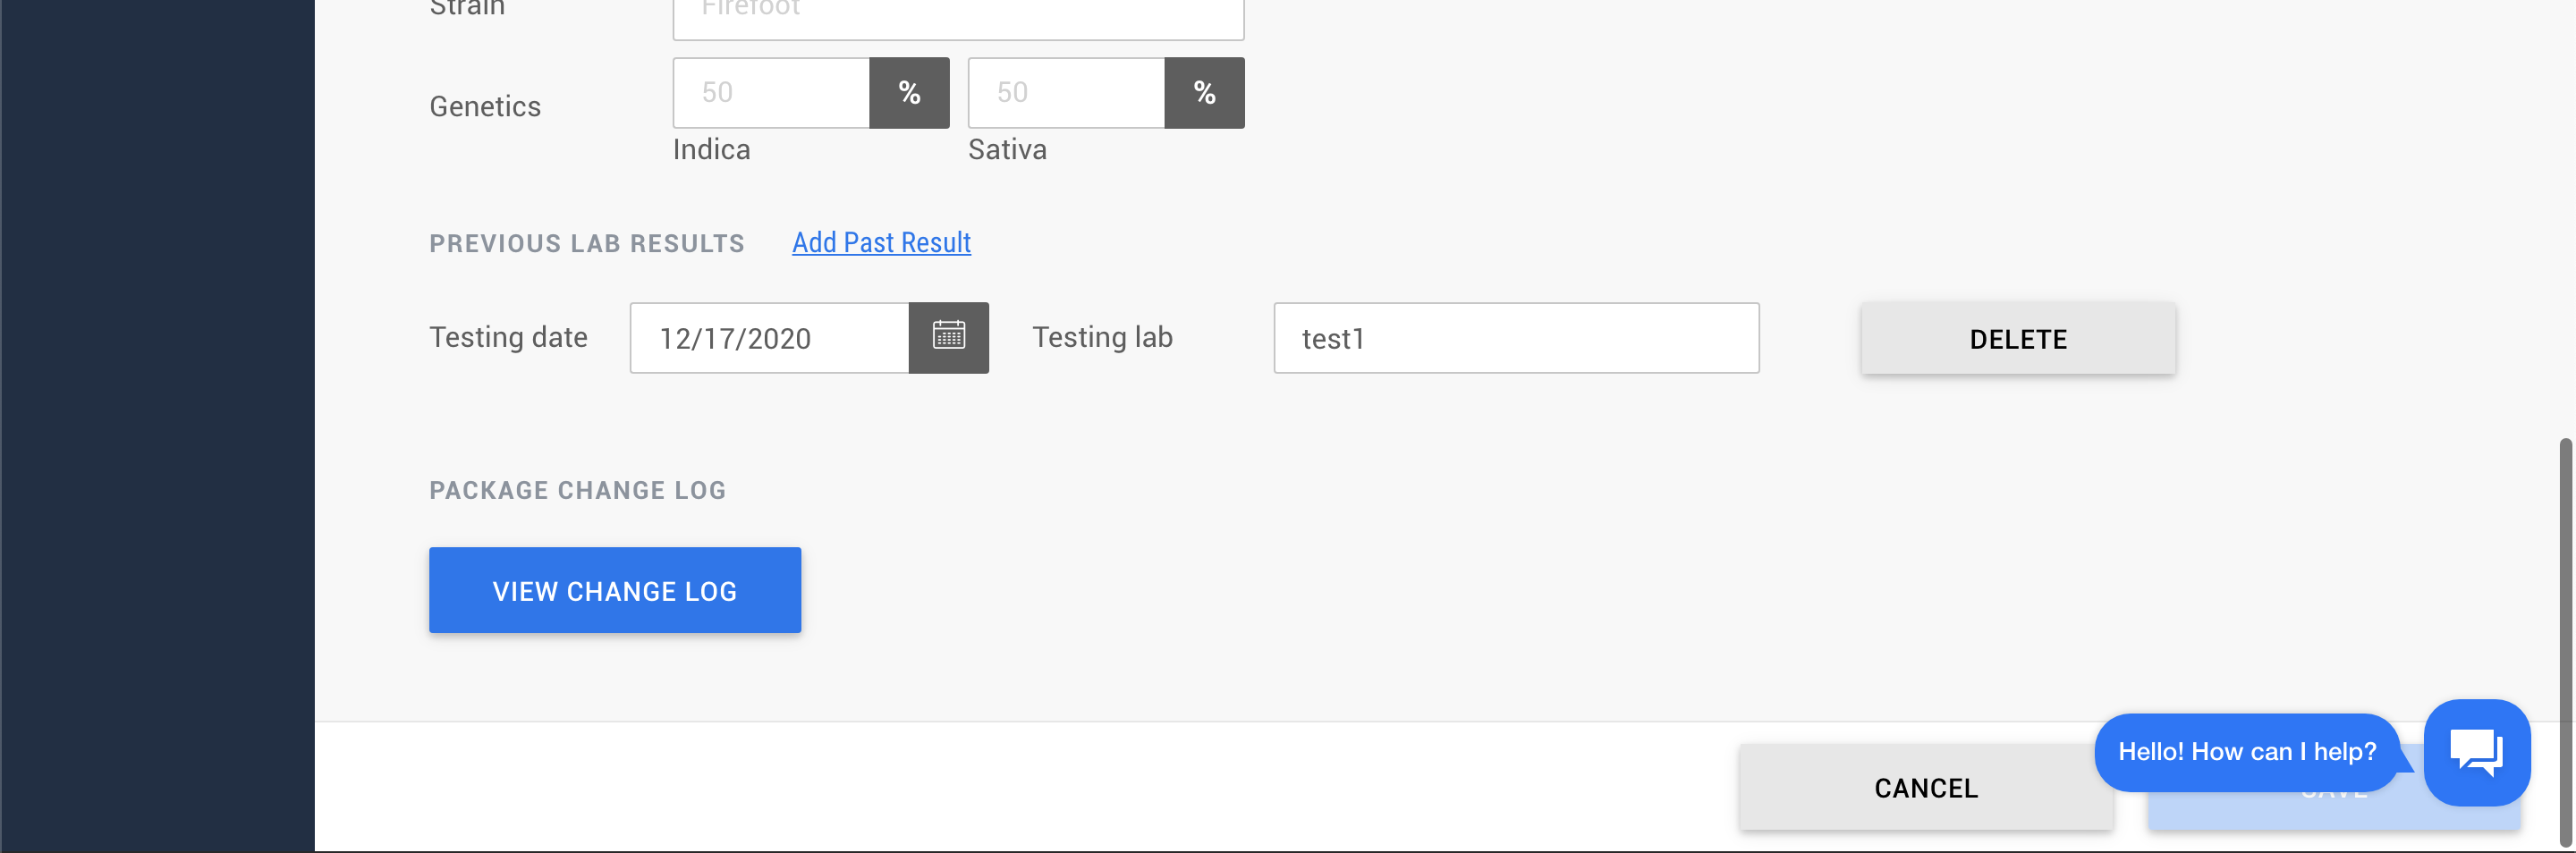 Strain
Firefoot
Genetics
50 %
50 %
Indica
Sativa
PREVIOUS LAB RESULTS
Add Past Result
Testing date
12/17/2020
Testing lab
test1
DELETE
PACKAGE CHANGE LOG
VIEW CHANGE LOG
CANCEL
Hello! How can I help?
SAVE